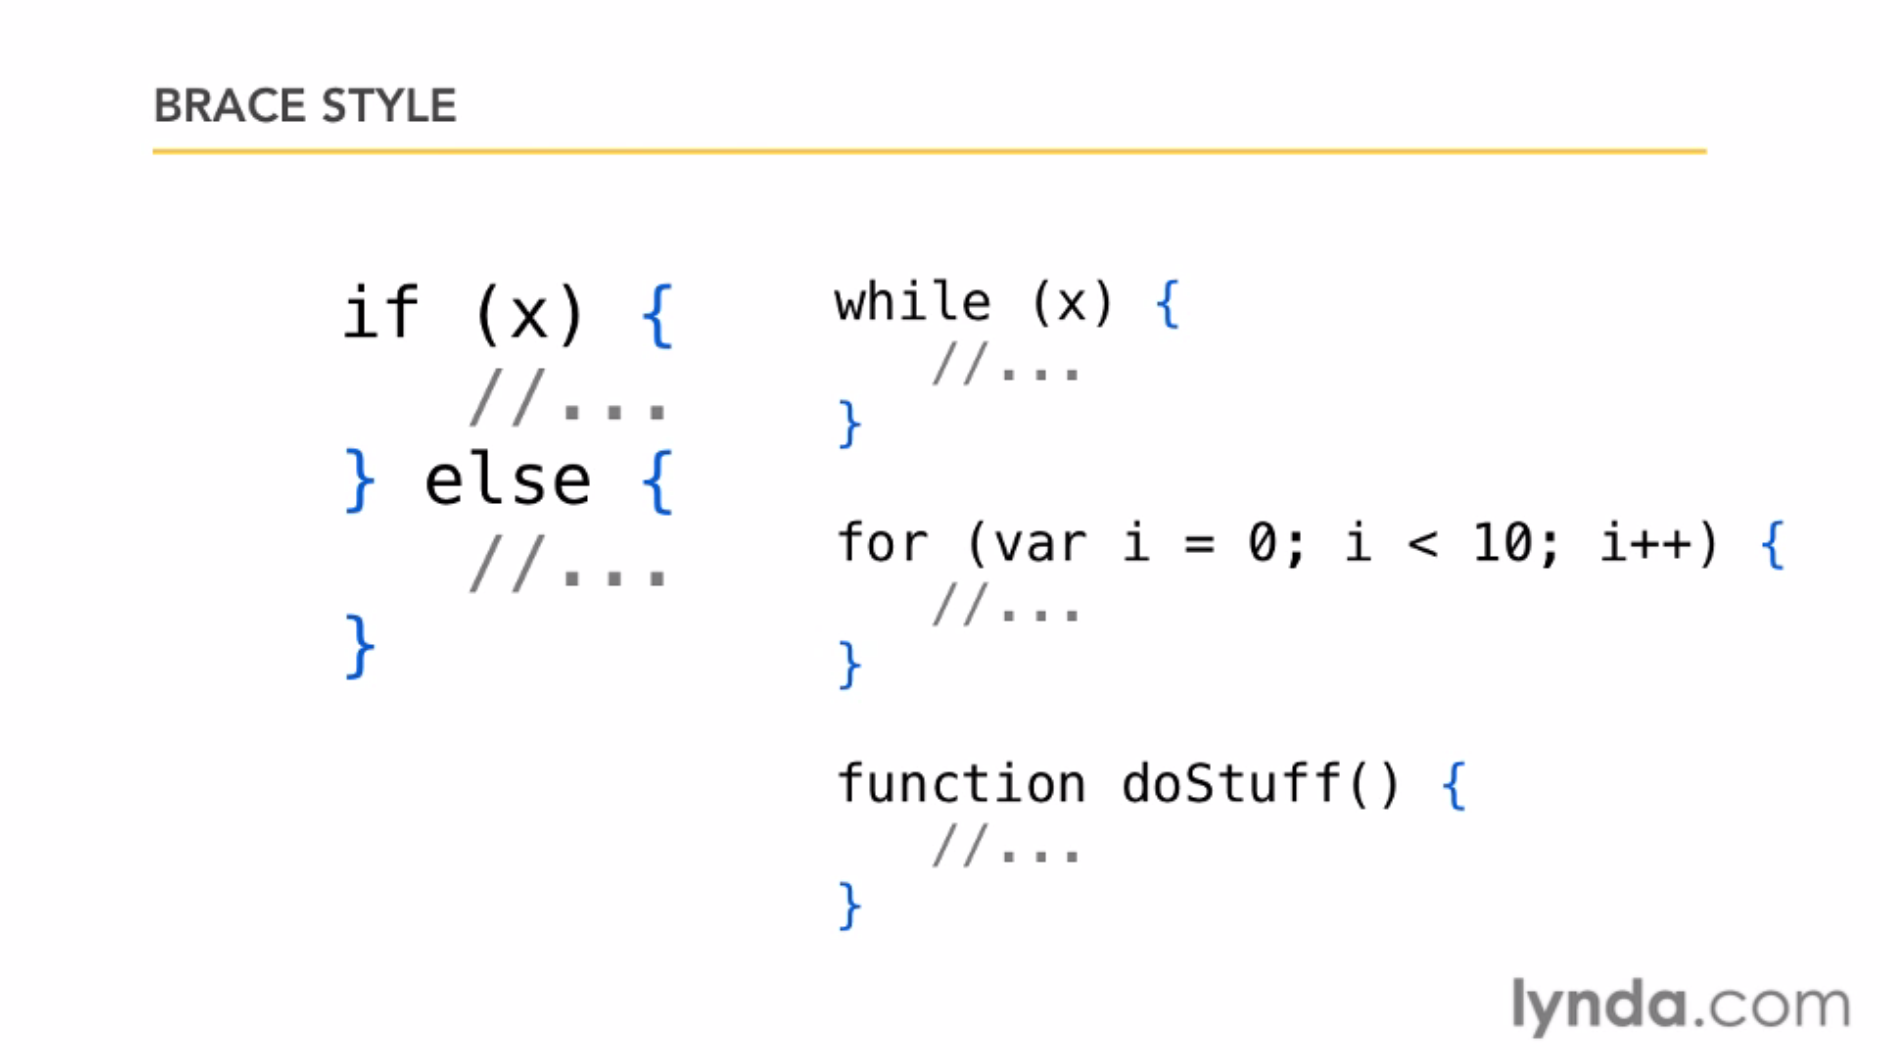 BRACE STYLE
if (x) {
   //...
} else {
   //...
}
while (x) {
   //...
}
for (var i = 0; i < 10; i++) {
   //...
}
function doStuff() {
   //...
}
lynda.com